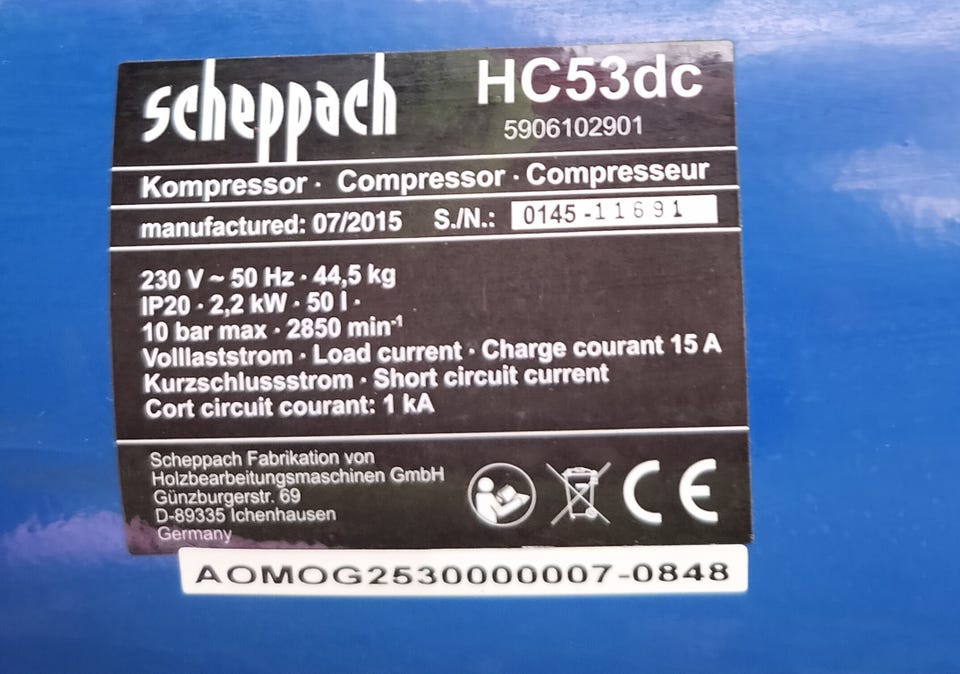 scheppach HC53dc
5906102901
Kompressor · Compressor · Compresseur
manufactured: 07/2015 S./N.: 0145-11691
230 V ~ 50 Hz · 44,5 kg
IP20 · 2,2 kW · 50 l ·
10 bar max · 2850 min⁻¹
Volllaststrom · Load current · Charge courant 15 A
Kurzschlussstrom · Short circuit current
Cort circuit courant: 1 kA
Scheppach Fabrikation von
Holzbearbeitungsmaschinen GmbH
Günzburgerstr. 69
D-89335 Ichenhausen
Germany
CE
AOMOG2530000007-0848